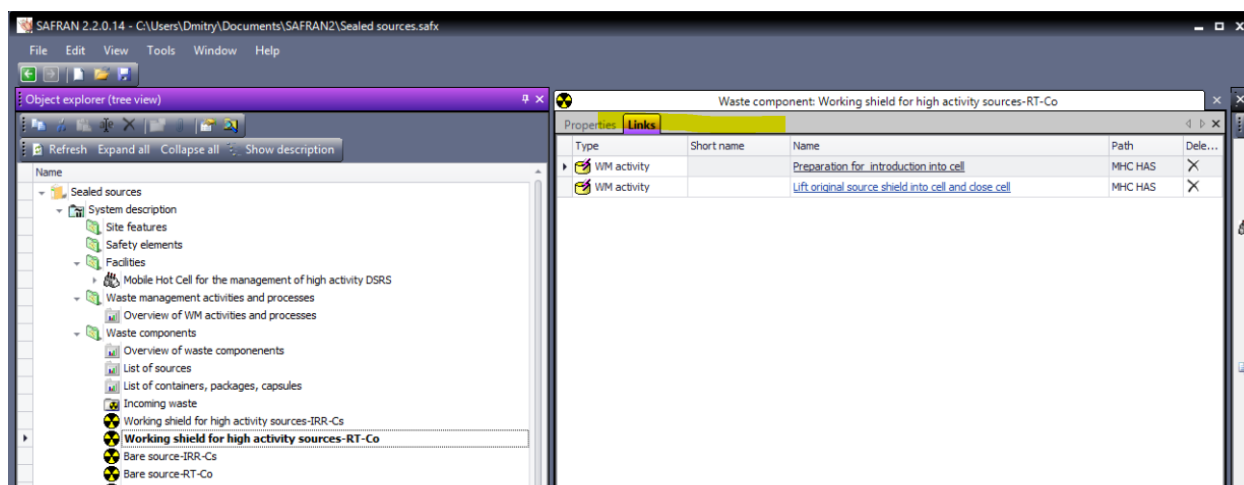 SAFRAN 2.2.0.14 - C:\Users\Dmitry\Documents\SAFRAN2\Sealed sources.safx
File Edit View Tools Window Help
Object explorer (tree view)
Refresh Expand all Collapse all Show description
Name
Sealed sources
System description
Site features
Safety elements
Facilities
Mobile Hot Cell for the management of high activity DSRS
Waste management activities and processes
Overview of WM activities and processes
Waste components
Overview of waste componenents
List of sources
List of containers, packages, capsules
Incoming waste
Working shield for high activity sources-IRR-Cs
Working shield for high activity sources-RT-Co
Bare source-IRR-Cs
Bare source-RT-Co
Waste component: Working shield for high activity sources-RT-Co
Properties Links
Type Short name Name Path Dele...
WM activity Preparation for introduction into cell MHC HAS
WM activity Lift original source shield into cell and close cell MHC HAS